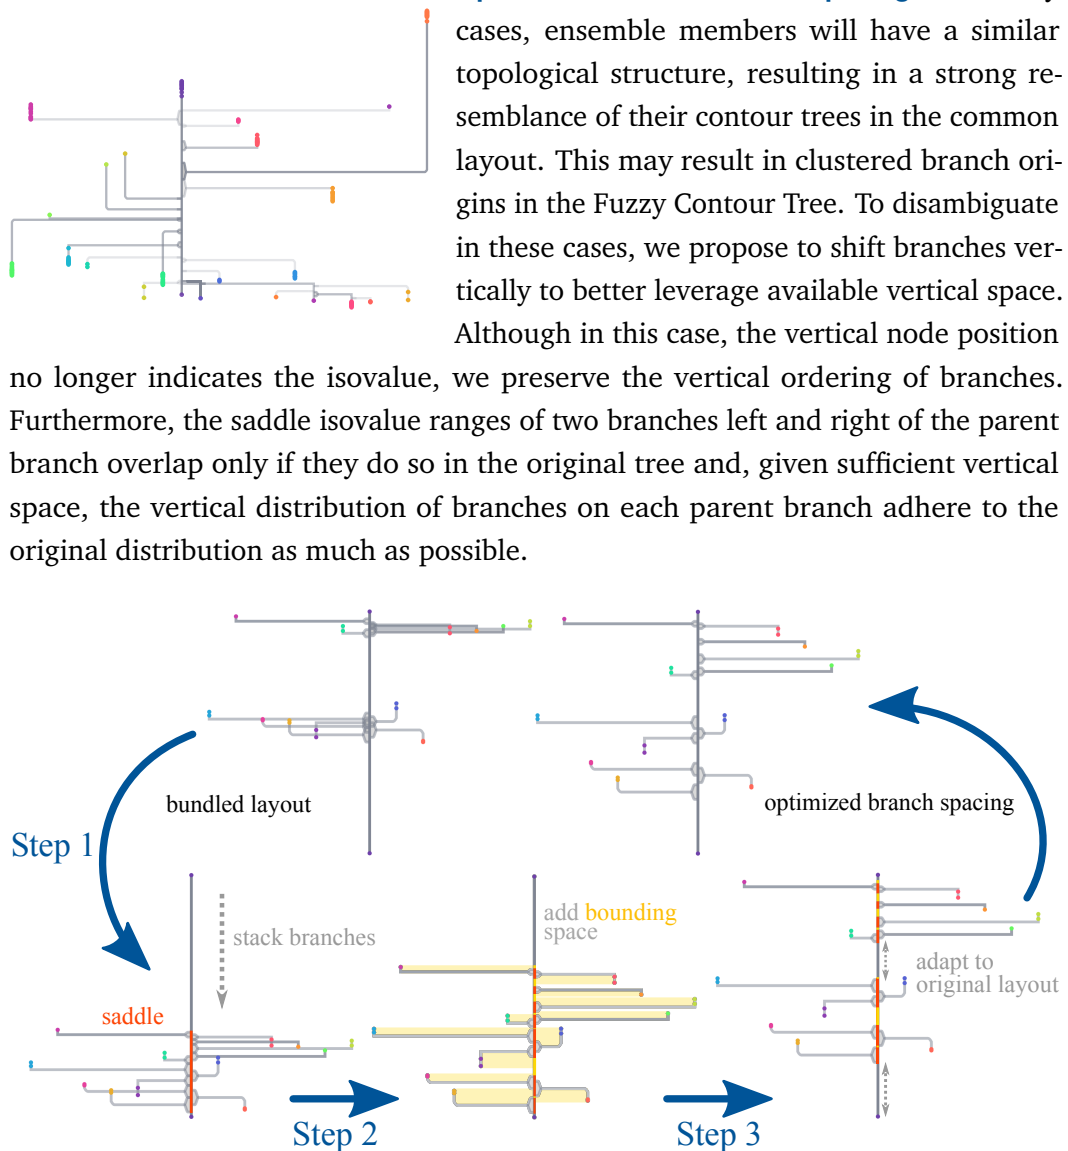 cases, ensemble members will have a similar
topological structure, resulting in a strong re-
semblance of their contour trees in the common
layout. This may result in clustered branch ori-
gins in the Fuzzy Contour Tree. To disambiguate
in these cases, we propose to shift branches ver-
tically to better leverage available vertical space.
Although in this case, the vertical node position
no longer indicates the isovalue, we preserve the vertical ordering of branches.
Furthermore, the saddle isovalue ranges of two branches left and right of the parent
branch overlap only if they do so in the original tree and, given sufficient vertical
space, the vertical distribution of branches on each parent branch adhere to the
original distribution as much as possible.
bundled layout
optimized branch spacing
Step 1
stack branches
saddle
add bounding
space
adapt to
original layout
Step 2
Step 3